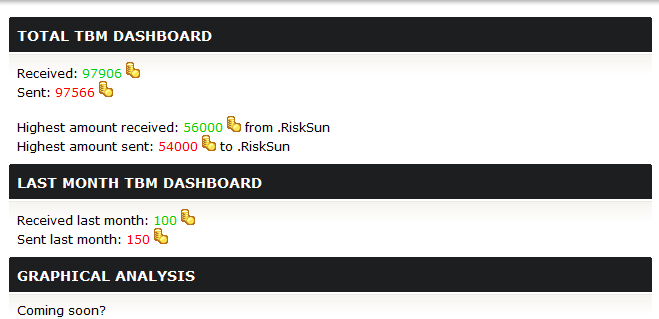 TOTAL TBM DASHBOARD
Received: 97906
Sent: 97566
Highest amount received: 56000 from .RiskSun
Highest amount sent: 54000 to .RiskSun
LAST MONTH TBM DASHBOARD
Received last month: 100
Sent last month: 150
GRAPHICAL ANALYSIS
Coming soon?